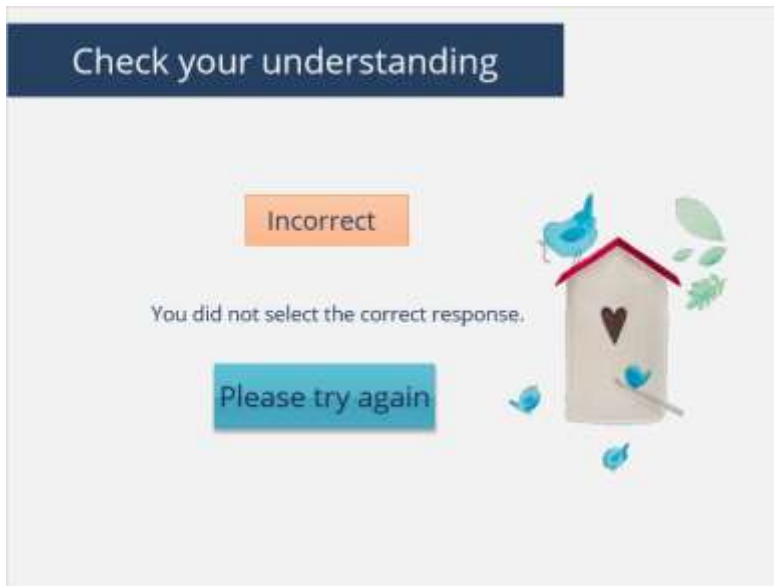 Check your understanding
Incorrect
You did not select the correct response.
Please try again